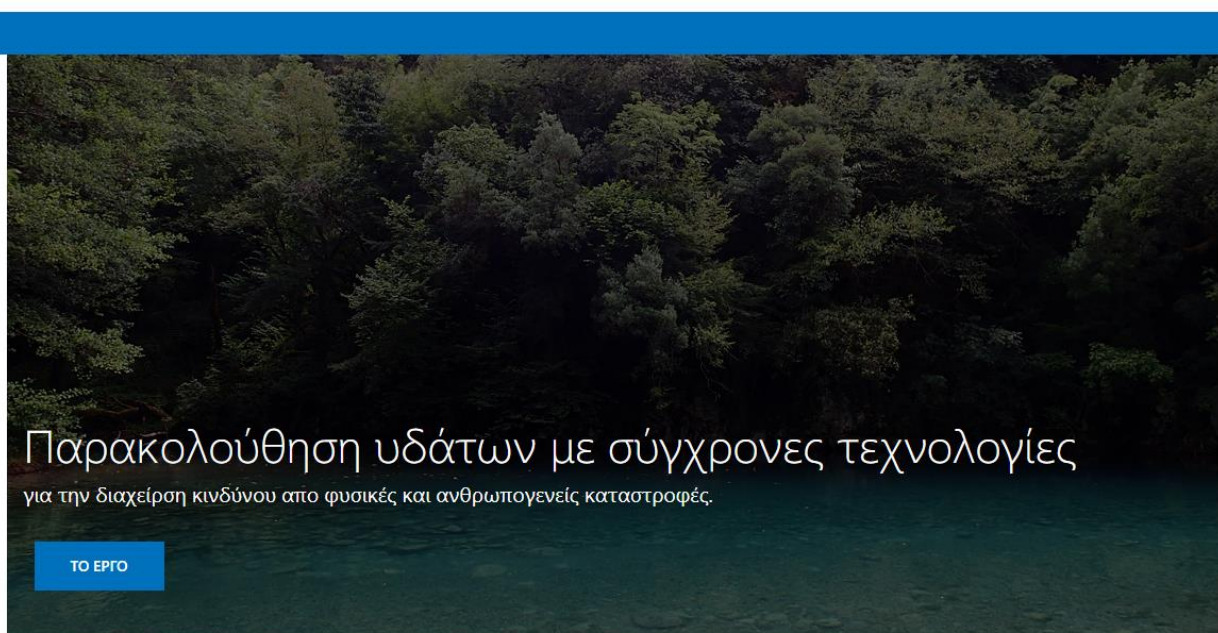 Παρακολούθηση υδάτων με σύγχρονες τεχνολογίες
για την διαχείρση κινδύνου απο φυσικές και ανθρωπογενείς καταστροφές.
ΤΟ ΕΡΓΟ